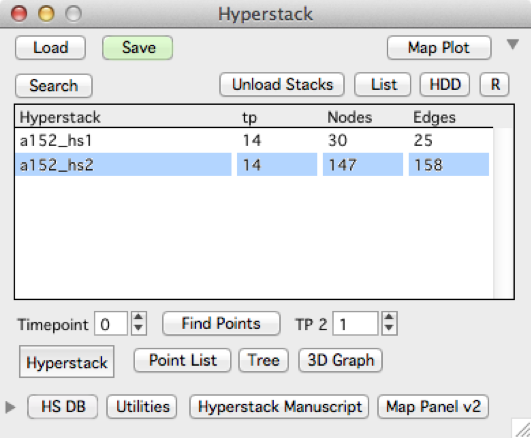 Hyperstack
Load Save Map Plot
Search Unload Stacks List HDD R
Hyperstack tp Nodes Edges
a152_hs1 14 30 25
a152_hs2 14 147 158
Timepoint 0 Find Points TP 2 1
Hyperstack Point List Tree 3D Graph
HS DB Utilities Hyperstack Manuscript Map Panel v2